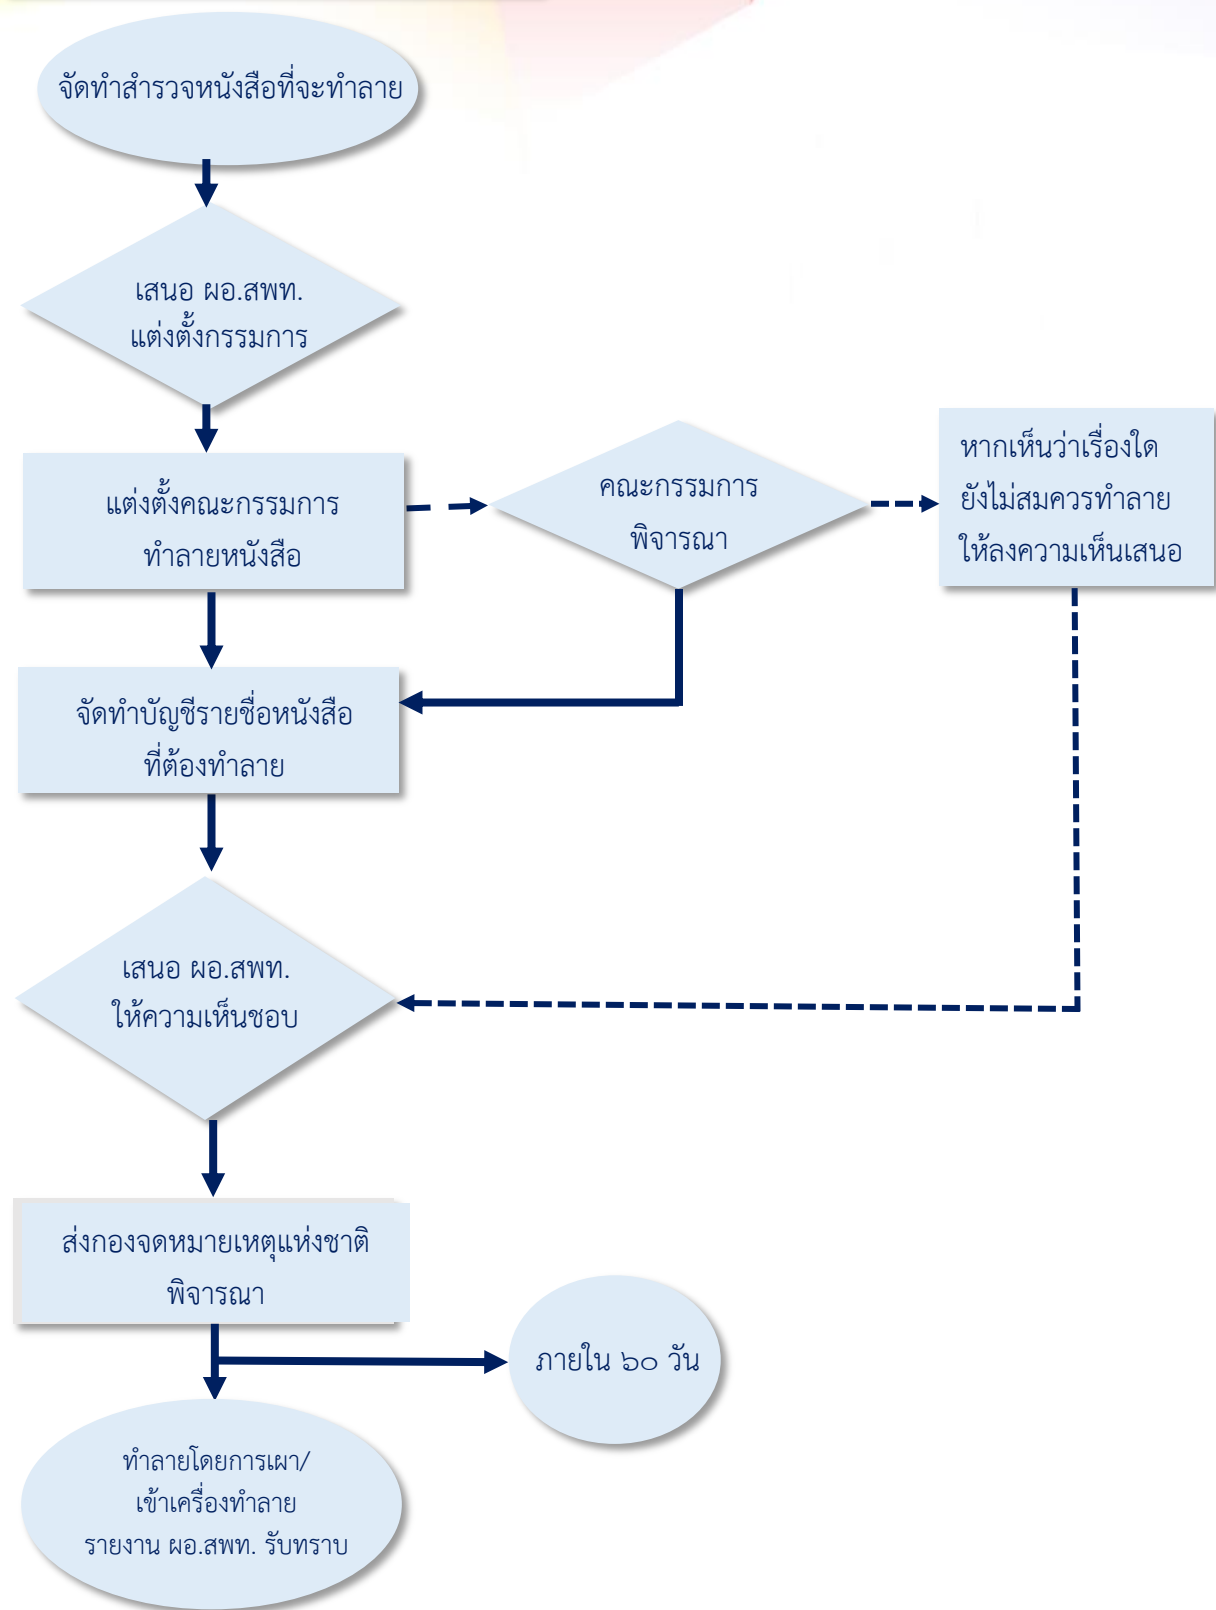 จัดทำสำรวจหนังสือที่จะทำลาย
เสนอ ผอ.สพท.
แต่งตั้งกรรมการ
แต่งตั้งคณะกรรมการ
ทำลายหนังสือ
คณะกรรมการ
พิจารณา
หากเห็นว่าเรื่องใด
ยังไม่สมควรทำลาย
ให้ลงความเห็นเสนอ
จัดทำบัญชีรายชื่อหนังสือ
ที่ต้องทำลาย
เสนอ ผอ.สพท.
ให้ความเห็นชอบ
ส่งกองจดหมายเหตุแห่งชาติ
พิจารณา
ภายใน ๖๐ วัน
ทำลายโดยการเผา/
เข้าเครื่องทำลาย
รายงาน ผอ.สพท. รับทราบ